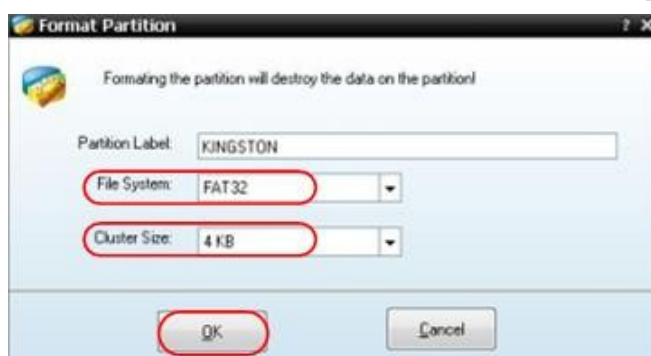 Format Partition
? X
Formating the partition will destroy the data on the partition!
Partition Label: KINGSTON
File System: FAT32
Cluster Size: 4 KB
OK Cancel